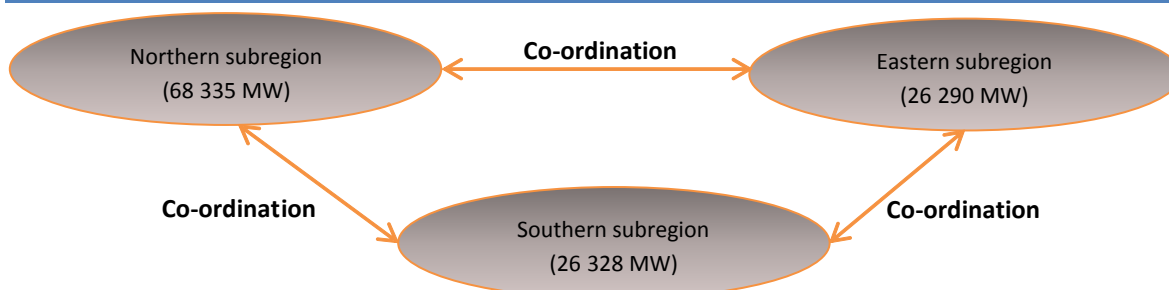 Northern subregion
(68 335 MW)
Co-ordination
Eastern subregion
(26 290 MW)
Co-ordination
Co-ordination
Southern subregion
(26 328 MW)